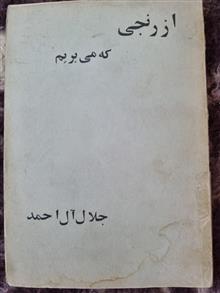 از رنجی
که می بریم
جلال آل احمد